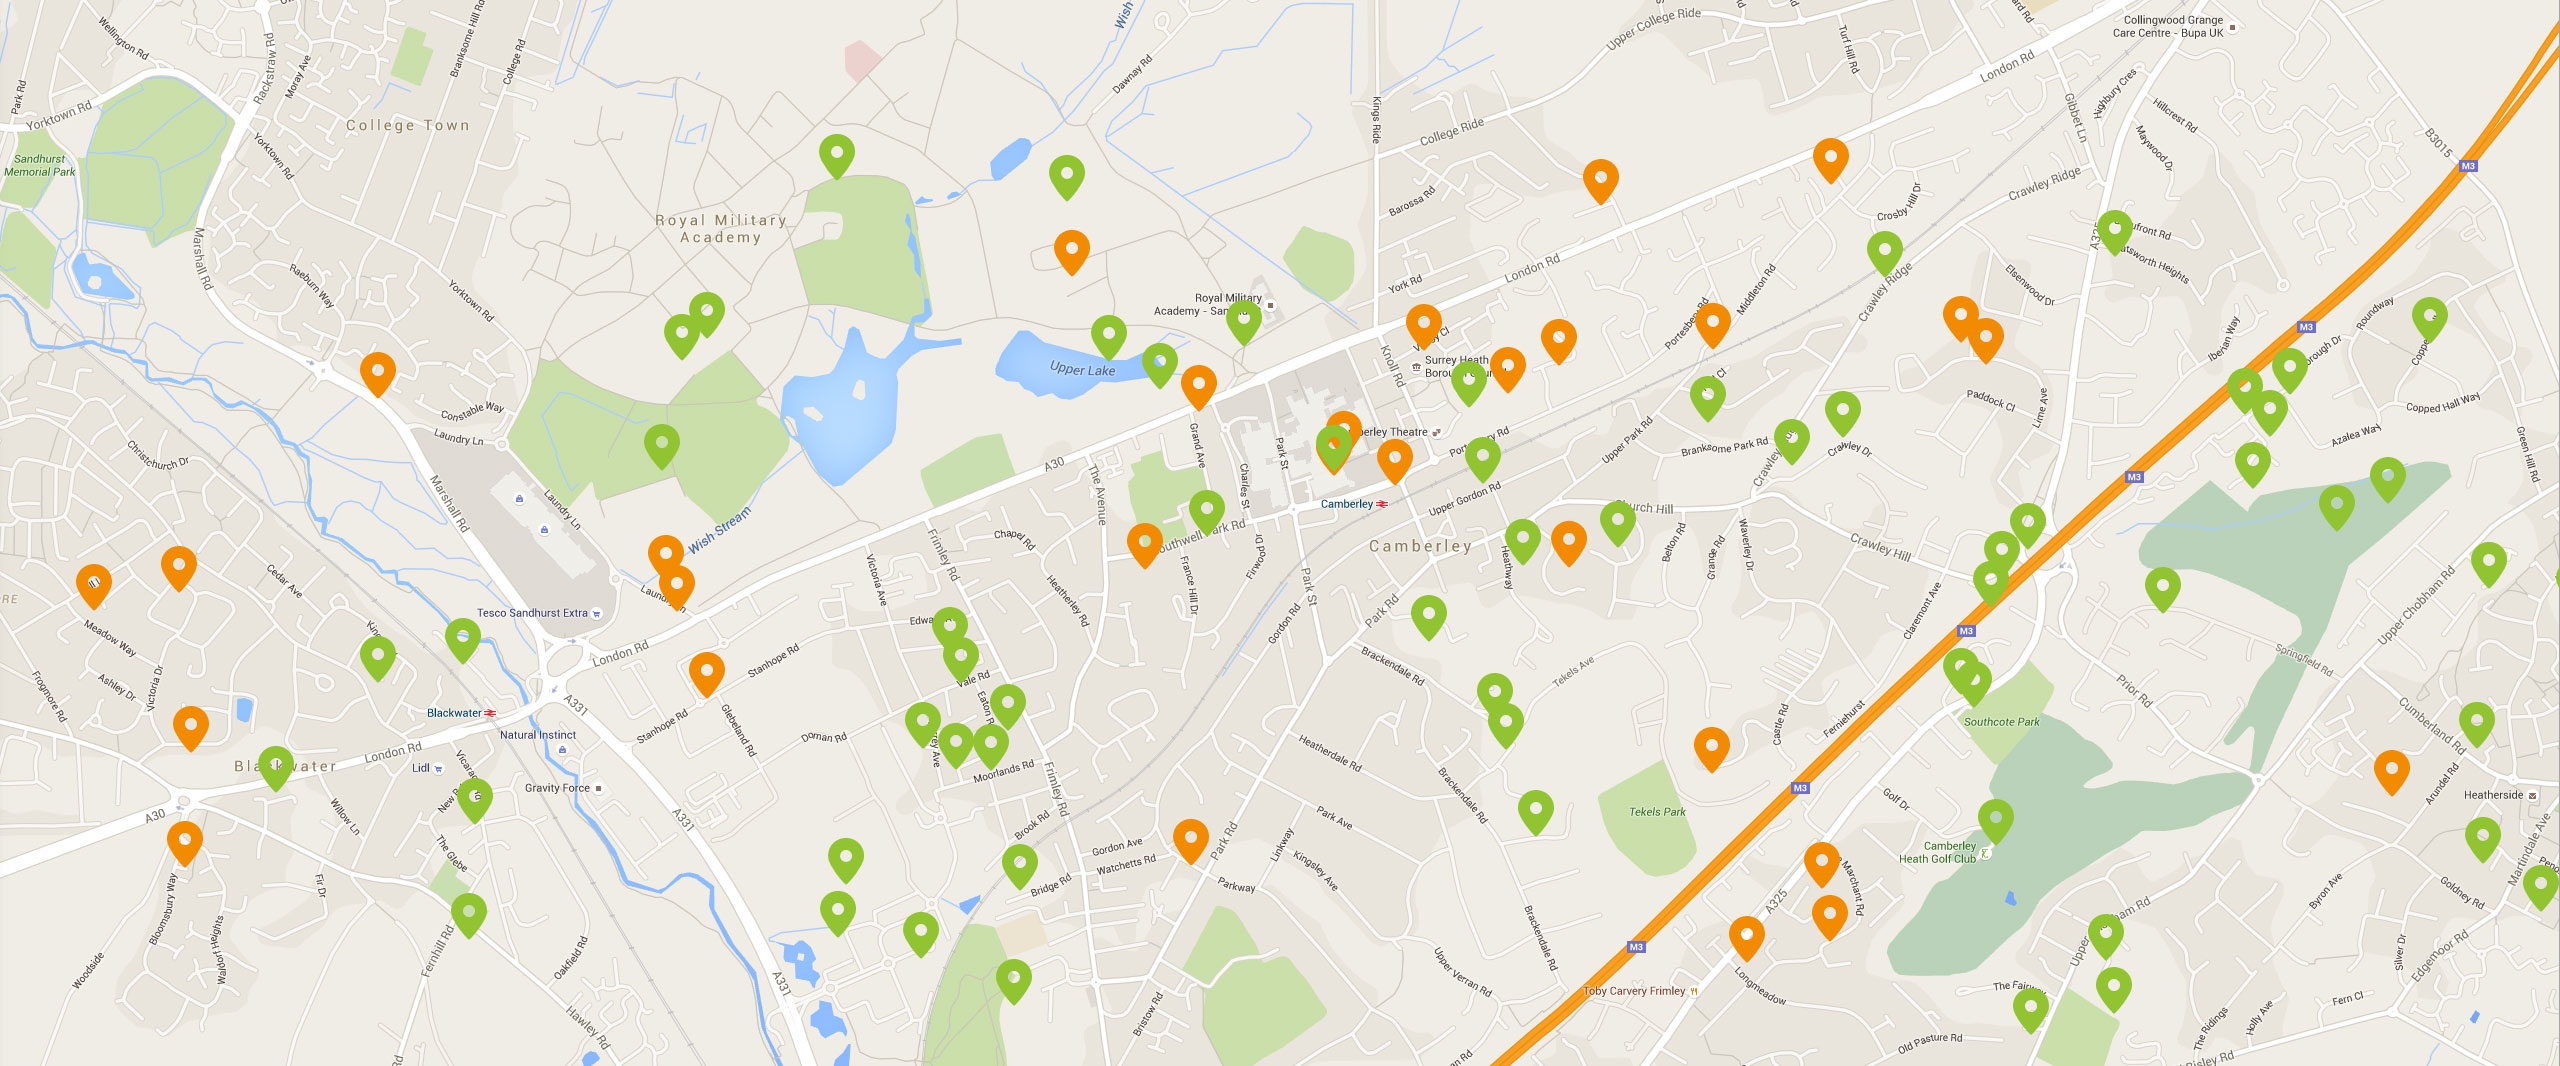 Wellington Rd
Park Rd
Yorktown Rd
Rackstraw Rd
Moray Ave
Branksome Hill Rd
College Rd
College Town
Yorktown Rd
Sandhurst
Memorial Park
Marshall Rd
Raeburn Way
Yorktown Rd
Royal Military
Academy
Wish
Dawnay Rd
Kings Ride
College Ride
Upper College Ride
Turf Hill Rd
London Rd
Collingwood Grange
Care Centre - Bupa UK
Gibbet Ln
Highbury Cres
Hillcrest Rd
Maywood Dr
B3015
M3
Crawley Ridge
Crosby Hill Dr
Barossa Rd
York Rd
London Rd
Royal Military
Upper Lake
Knoll Rd
Surrey Heath
Middleton Rd
Crawley Ridge
Elsenwood Dr
Roundway
Iberian Way
M3
Paddock Cl
Lime Ave
Copped Hall Way
Azalea Way
Green Hill Rd
Constable Way
Laundry Ln
Christchurch Dr
Marshall Rd
Laundry Ln
Wish Stream
A30
The Avenue
Grand Ave
Charles St
Park St
Camberley
Upper Gordon Rd
Upper Park Rd
Branksome Park Rd
Crawley Dr
M3
Camberley
Heathway
Belton Rd
Grange Rd
Waverley Dr
Crawley Hill
Claremont Ave
M3
Chapel Rd
Frimley Rd
Victoria Ave
Heatherley Rd
France Hill Dr
Gordon Rd
Park St
Park Rd
Cedar Ave
Meadow Way
Ashley Dr
Victoria Dr
Frogmore Rd
Tesco Sandhurst Extra
London Rd
Stanhope Rd
Stanhope Rd
Glebeland Rd
Doman Rd
Vale Rd
Moorlands Rd
Frimley Rd
Brackendale Rd
Tekels Ave
Heatherdale Rd
Brackendale Rd
Castle Rd
Ferniehurst
Southcote Park
Prior Rd
Springfield Rd
Upper Chobham Rd
Cumberland Rd
Arundel Rd
Heatherside
Blackwater
Natural Instinct
Lidl
London Rd
Gravity Force
A331
A331
A331
A30
Willow Ln
The Glebe
Fir Dr
Bloomsbury Way
Waldorf Heights
Woodside
Fernhill Rd
Oakfield Rd
Hawley Rd
Brook Rd
Bridge Rd
Gordon Ave
Watchetts Rd
Park Rd
Linkway
Park Ave
Kingsley Ave
Parkway
Bristow Rd
Upper Verran Rd
Brackendale Rd
Tekels Park
M3
M3
Golf Dr
Camberley
Heath Golf Club
A325
Toby Carvery Frimley
Longmeadow
Old Pasture Rd
The Ridings
Holly Ave
Fern Cl
Silver Dr
Byron Ave
Goldney Rd
Edgemoor Rd
Martindale Ave